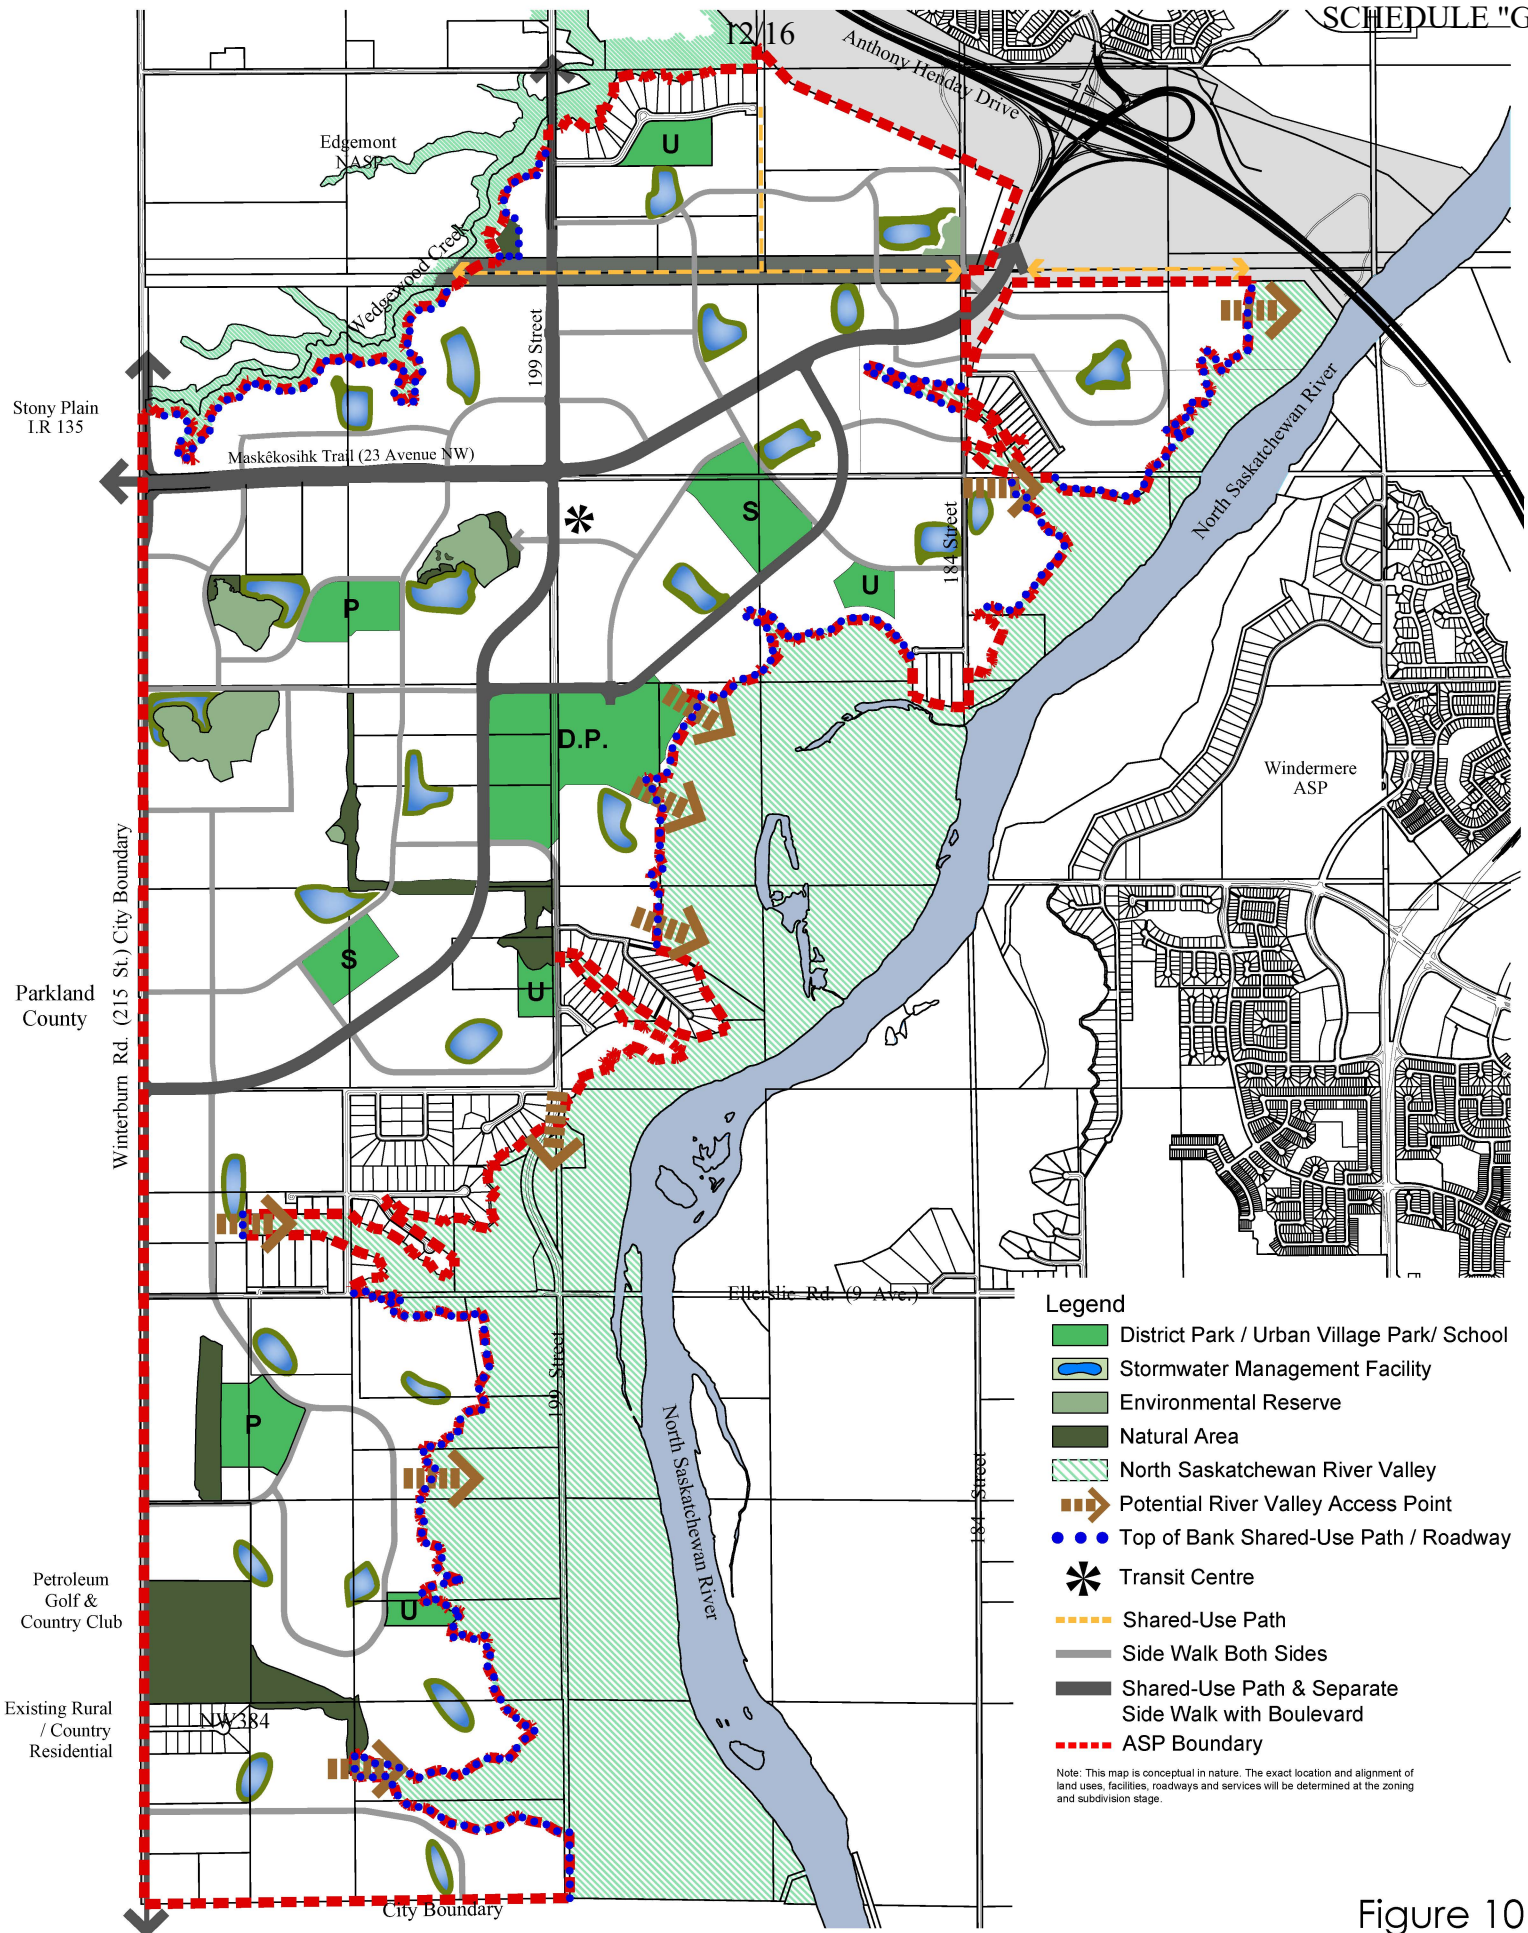 SCHEDULE "G
12/16
Anthony Henday Drive
Edgemont
NASP
U
Wedgewood Creek
199 Street
Stony Plain
I.R 135
Maskêkosihk Trail (23 Avenue NW)
North Saskatchewan River
S
184 Street
U
P
D.P.
Windermere
ASP
Winterburn Rd. (215 St.) City Boundary
S
U
Parkland
County
Ellerslie Rd. (9 Ave.)
199 Street
P
North Saskatchewan River
184 Street
Petroleum
Golf &
Country Club
U
Existing Rural
/ Country
Residential
NW384
City Boundary
Legend
District Park / Urban Village Park/ School
Stormwater Management Facility
Environmental Reserve
Natural Area
North Saskatchewan River Valley
Potential River Valley Access Point
Top of Bank Shared-Use Path / Roadway
Transit Centre
Shared-Use Path
Side Walk Both Sides
Shared-Use Path & Separate
Side Walk with Boulevard
ASP Boundary
Note: This map is conceptual in nature. The exact location and alignment of
land uses, facilities, roadways and services will be determined at the zoning
and subdivision stage.
Figure 10